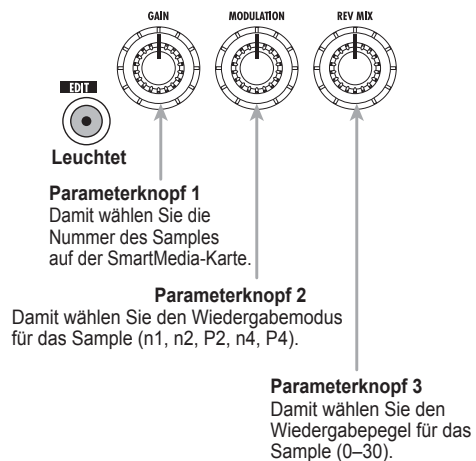 GAIN MODULATION REV MIX
EDIT
Leuchtet
Parameterknopf 1
Damit wählen Sie die
Nummer des Samples
auf der SmartMedia-Karte.
Parameterknopf 2
Damit wählen Sie den Wiedergabemodus
für das Sample (n1, n2, P2, n4, P4).
Parameterknopf 3
Damit wählen Sie den
Wiedergabepegel für das
Sample (0–30).